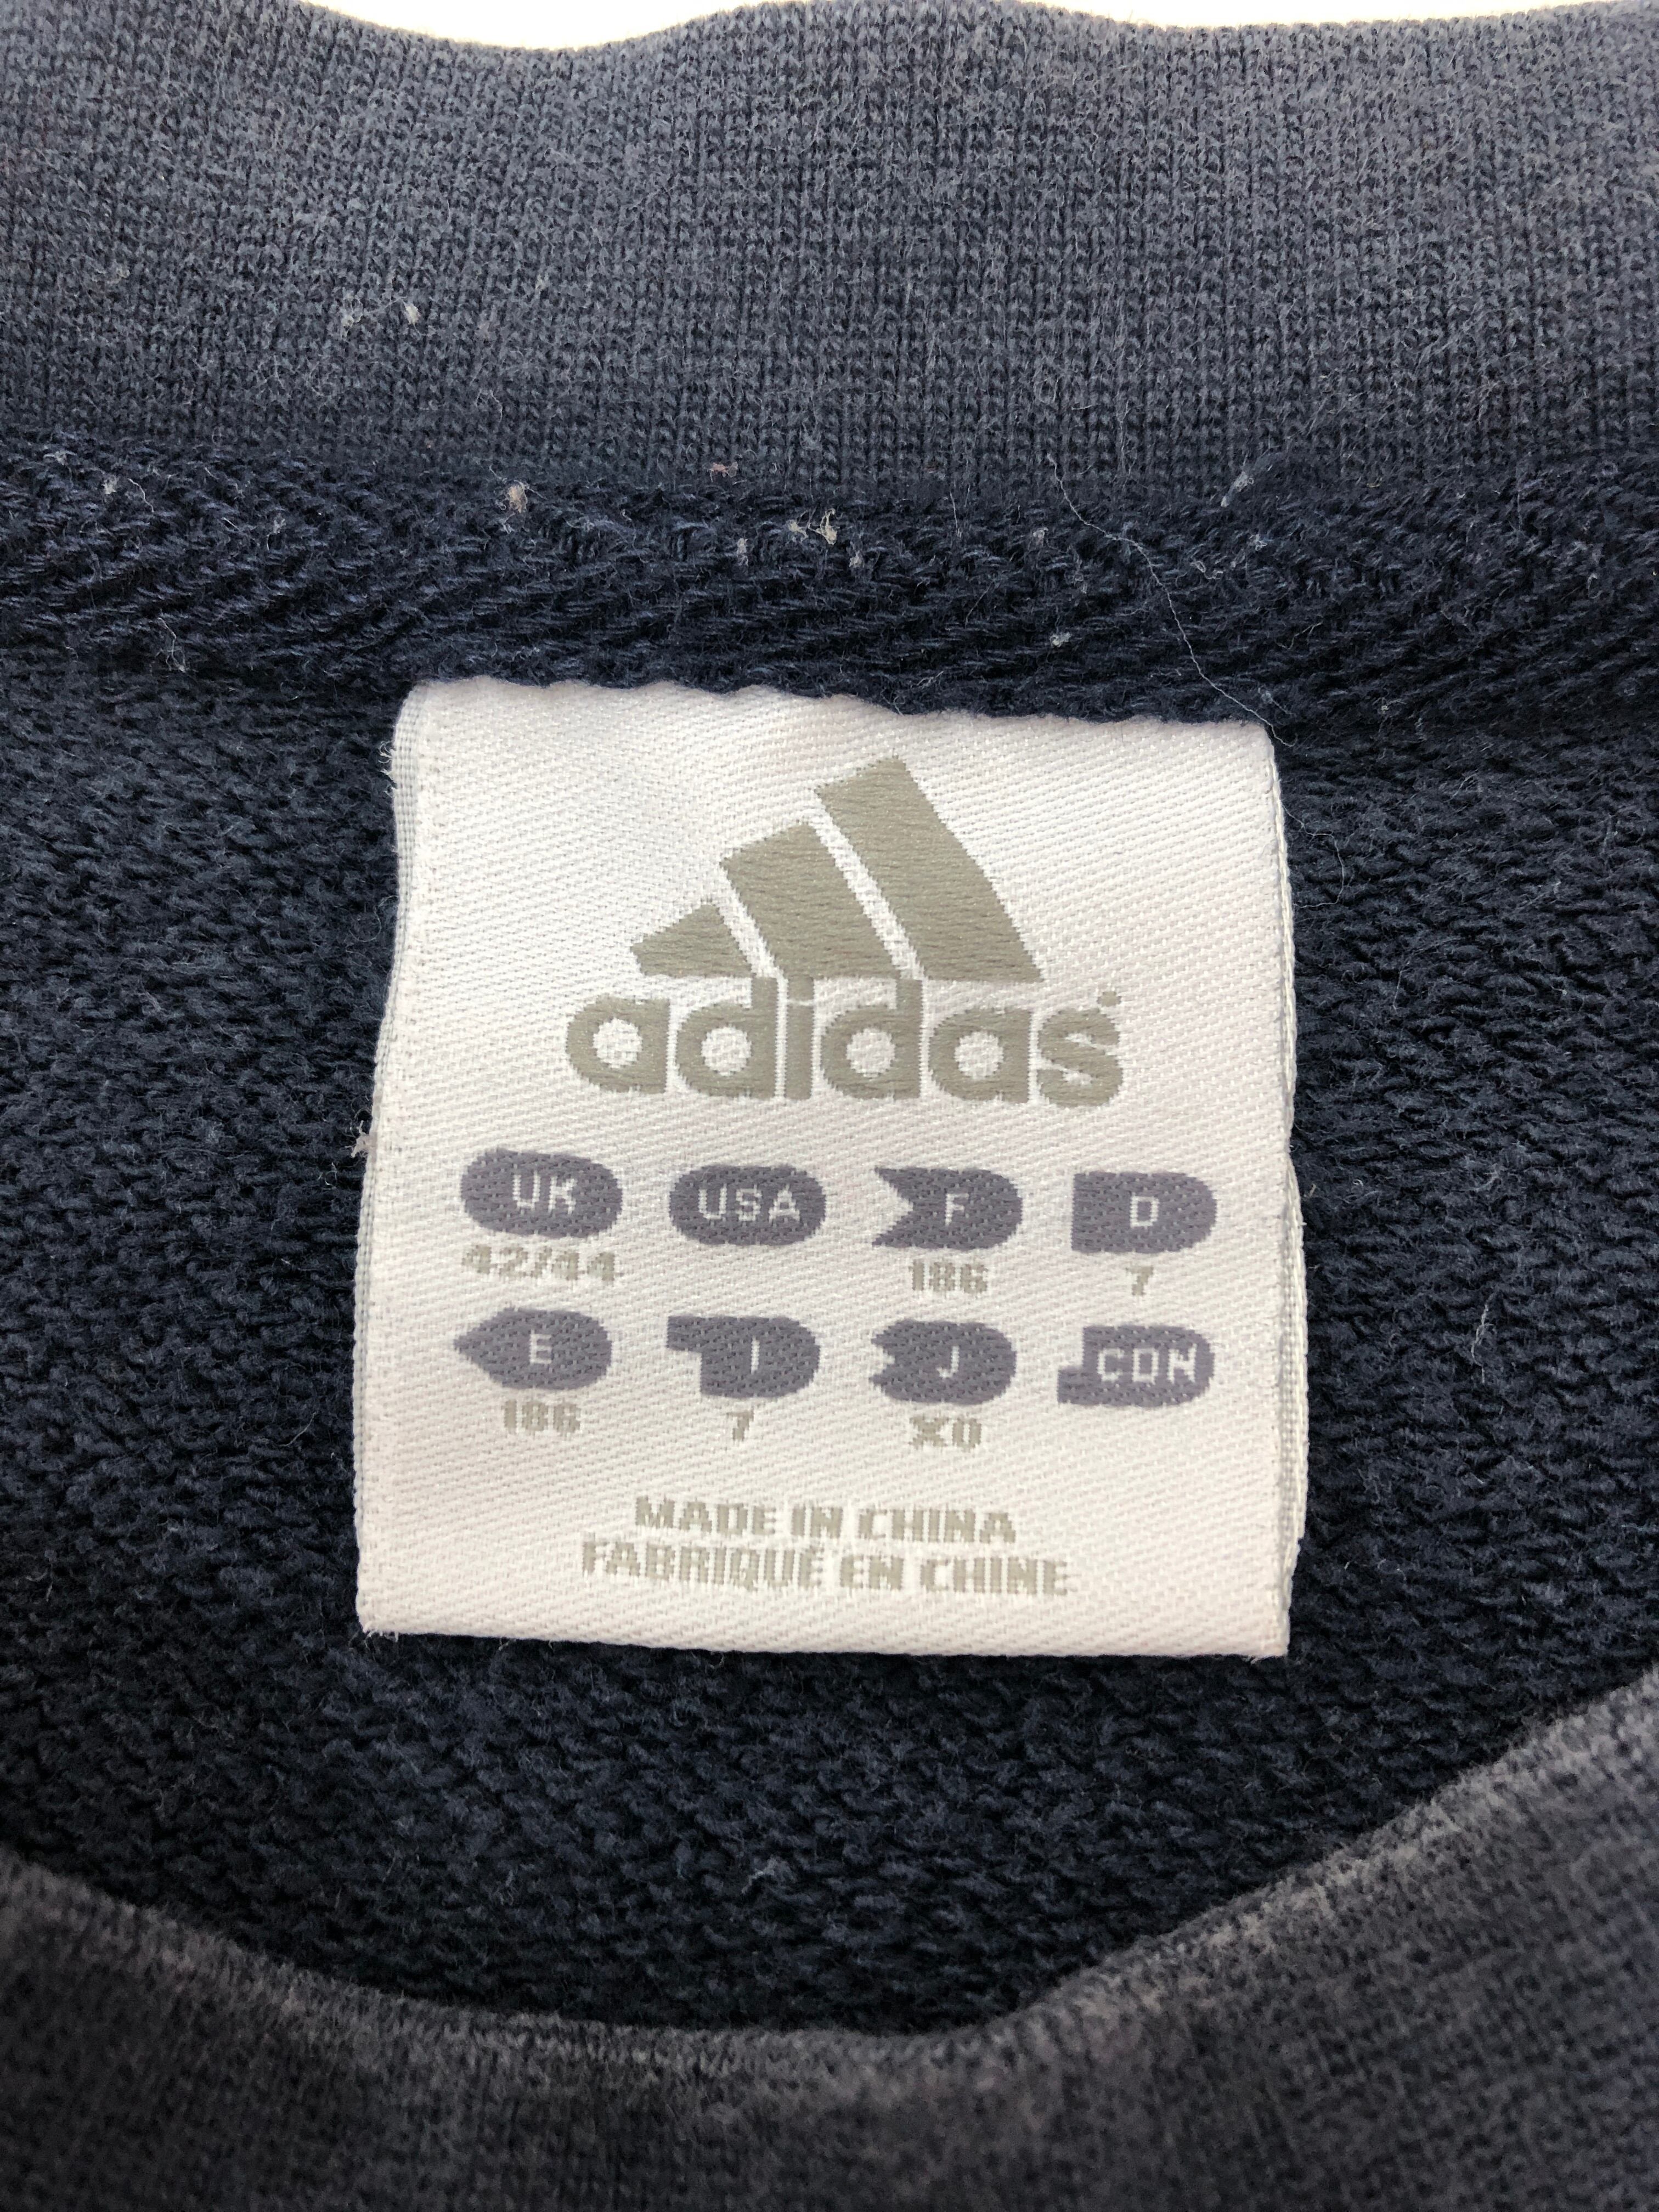 adidas
UK USA F D
42/44 186 7
E I J CDN
186 7 XO
MADE IN CHINA
FABRIQUÉ EN CHINE